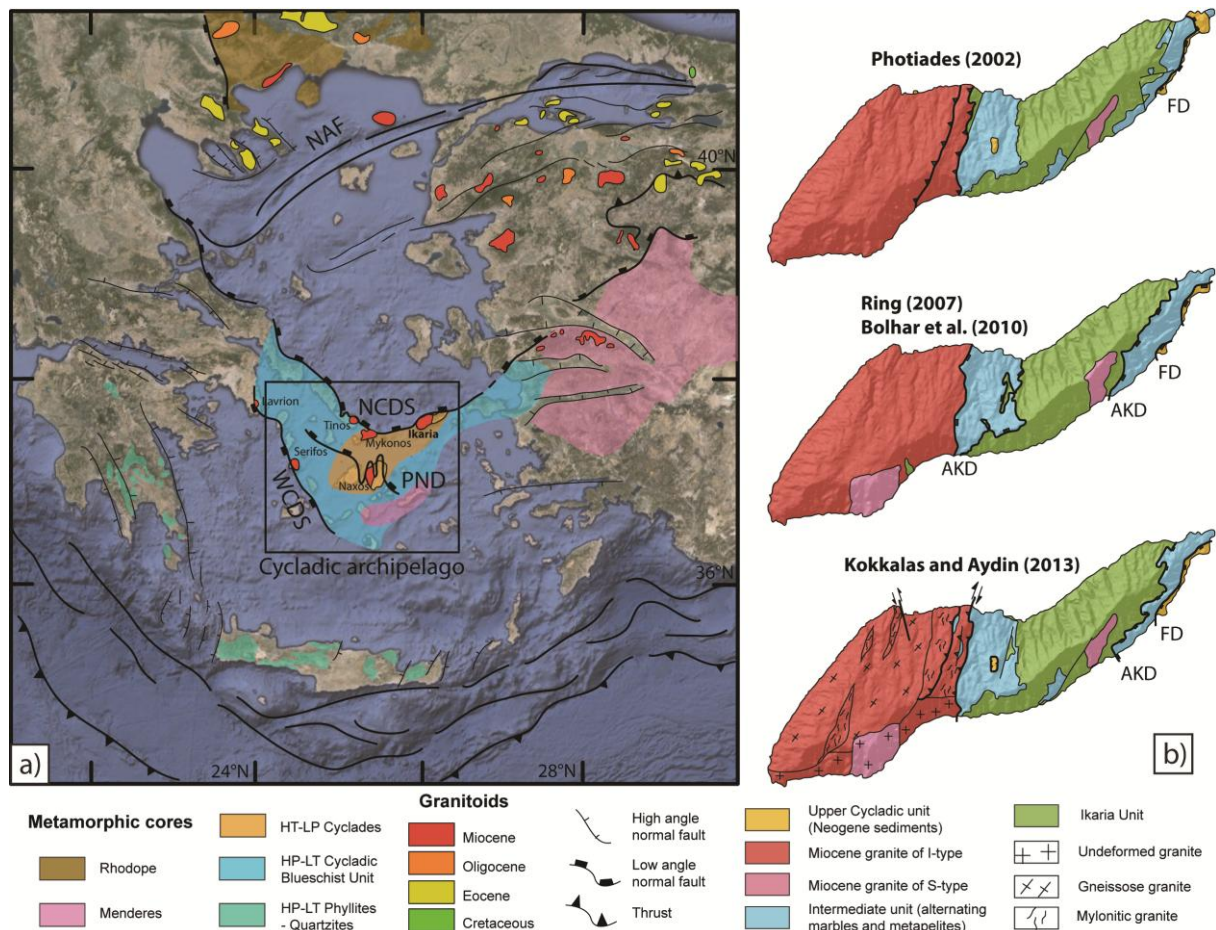 NAF
40°N
Lavrion
NCDS
Tinos
Ikaria
Mykonos
Serifos
PND
Naxos
WCDS
Cycladic archipelago
36°N
24°N
28°N
a)
Photiades (2002)
FD
Ring (2007)
Bolhar et al. (2010)
FD
AKD
AKD
Kokkalas and Aydin (2013)
FD
AKD
b)
Metamorphic cores
Rhodope
Menderes
HT-LP Cyclades
HP-LT Cycladic
Blueschist Unit
HP-LT Phyllites
- Quartzites
Granitoids
Miocene
Oligocene
Eocene
Cretaceous
High angle
normal fault
Low angle
normal fault
Thrust
Upper Cycladic unit
(Neogene sediments)
Miocene granite of I-type
Miocene granite of S-type
Intermediate unit (alternating
marbles and metapelites)
Ikaria Unit
Undeformed granite
Gneissose granite
Mylonitic granite